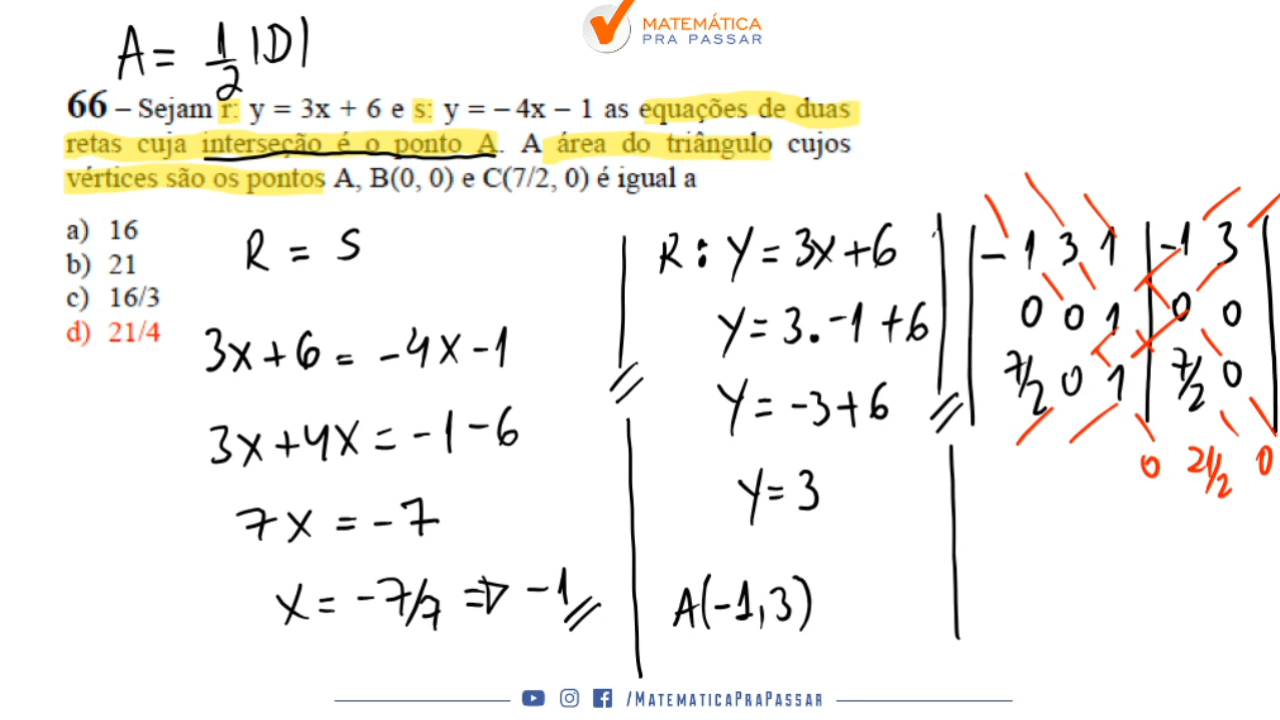 MATEMÁTICA
PRA PASSAR
A = 1/2 |D|
66 – Sejam r: y = 3x + 6 e s: y = – 4x – 1 as equações de duas
retas cuja interseção é o ponto A. A área do triângulo cujos
vértices são os pontos A, B(0, 0) e C(7/2, 0) é igual a
a) 16
b) 21
c) 16/3
d) 21/4
R = S
3x+6 = -4x-1
3x+4x = -1-6
7x = -7
x = -7/7 => -1
R: Y = 3x+6
Y = 3.-1+6
Y = -3+6
Y = 3
A(-1,3)
| -1 3 1 | -1 3 |
| 0 0 1 | 0 0 |
| 7/2 0 1 | 7/2 0 |
0 21/2 0
/MATEMATICAPRAPASSAR